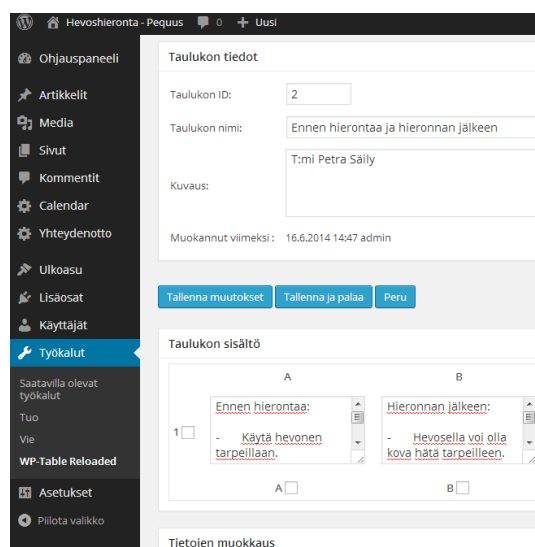 Hevoshieronta - Pequus 0 + Uusi
Ohjauspaneeli
Artikkelit
Media
Sivut
Kommentit
Calendar
Yhteydenotto
Ulkoasu
Lisäosat
Käyttäjät
Työkalut
Saatavilla olevat
työkalut
Tuo
Vie
WP-Table Reloaded
Asetukset
Piilota valikko
Taulukon tiedot
Taulukon ID: 2
Taulukon nimi: Ennen hierontaa ja hieronnan jälkeen
Kuvaus: T:mi Petra Säily
Muokannut viimeksi : 16.6.2014 14:47 admin
Tallenna muutokset Tallenna ja palaa Peru
Taulukon sisältö
A B
1
Ennen hierontaa:
- Käytä hevonen
tarpeillaan.
Hieronnan jälkeen:
- Hevosella voi olla
kova hätä tarpeilleen.
A B
Tietojen muokkaus